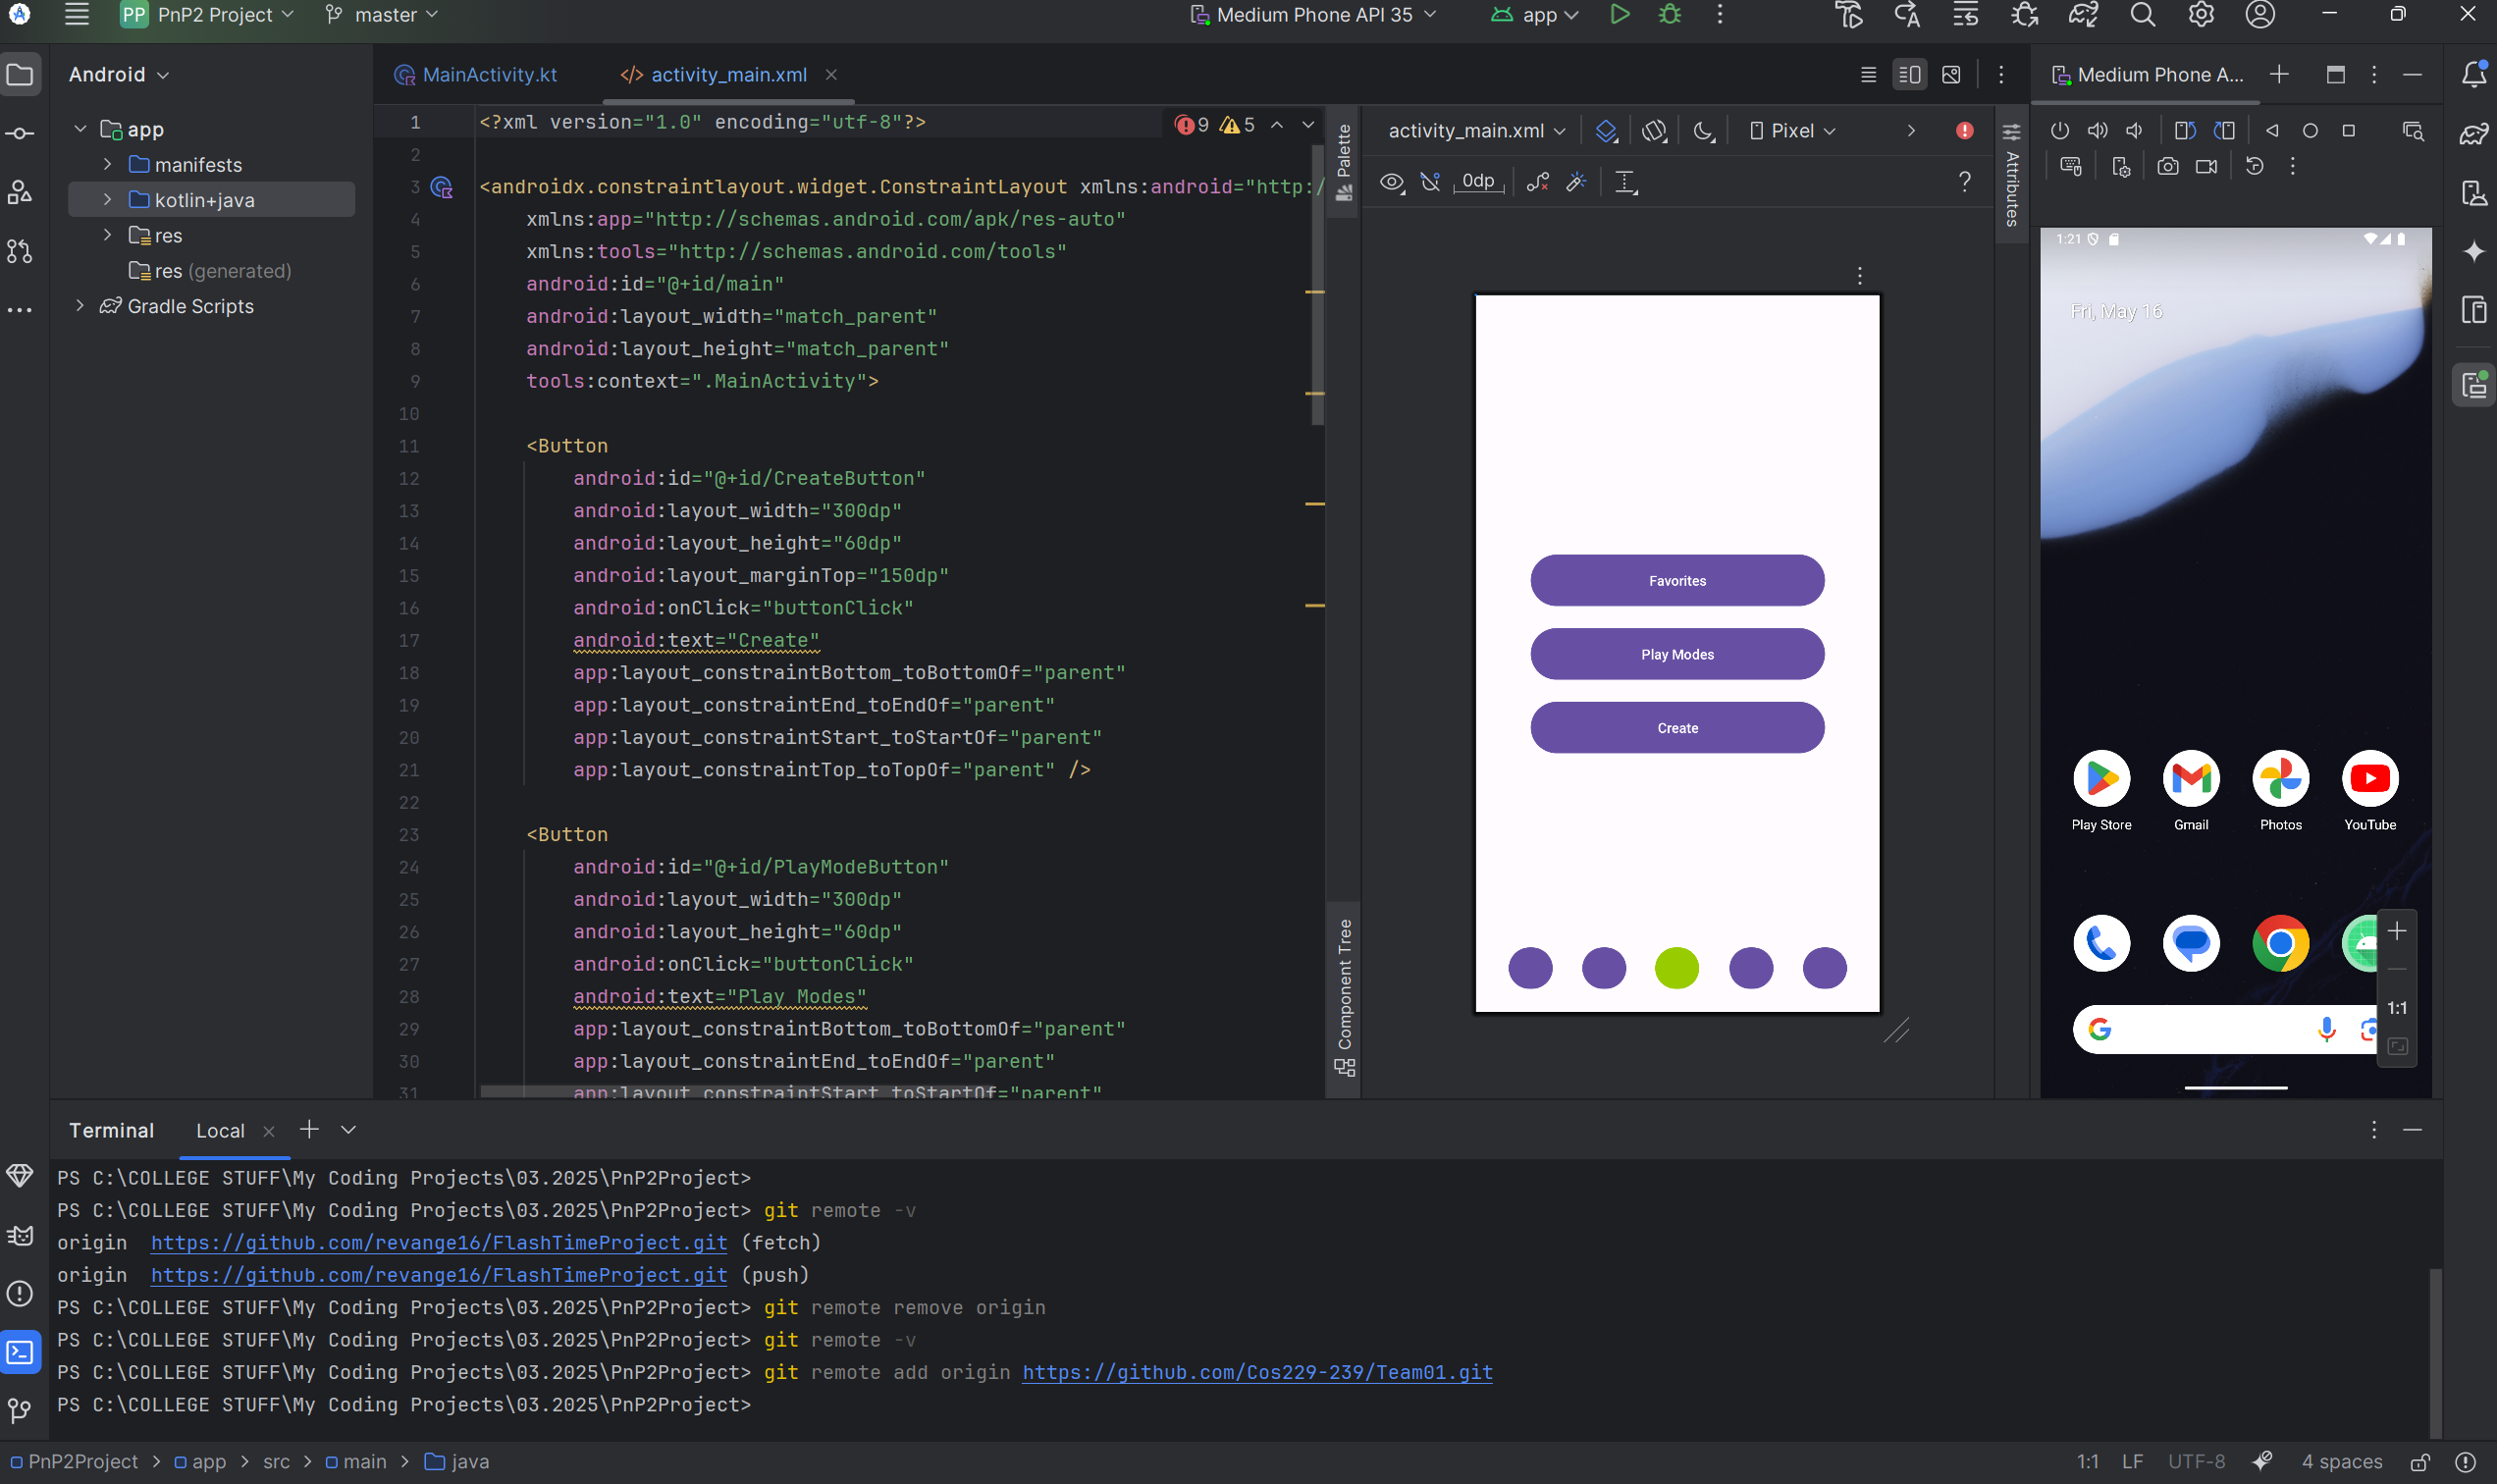 PP PnP2 Project master Medium Phone API 35 app
Android
app
manifests
kotlin+java
res
res (generated)
Gradle Scripts
MainActivity.kt activity_main.xml
9 5
1 <?xml version="1.0" encoding="utf-8"?>
2
3 <androidx.constraintlayout.widget.ConstraintLayout xmlns:android="http:/
4 xmlns:app="http://schemas.android.com/apk/res-auto"
5 xmlns:tools="http://schemas.android.com/tools"
6 android:id="@+id/main"
7 android:layout_width="match_parent"
8 android:layout_height="match_parent"
9 tools:context=".MainActivity">
10
11 <Button
12 android:id="@+id/CreateButton"
13 android:layout_width="300dp"
14 android:layout_height="60dp"
15 android:layout_marginTop="150dp"
16 android:onClick="buttonClick"
17 android:text="Create"
18 app:layout_constraintBottom_toBottomOf="parent"
19 app:layout_constraintEnd_toEndOf="parent"
20 app:layout_constraintStart_toStartOf="parent"
21 app:layout_constraintTop_toTopOf="parent" />
22
23 <Button
24 android:id="@+id/PlayModeButton"
25 android:layout_width="300dp"
26 android:layout_height="60dp"
27 android:onClick="buttonClick"
28 android:text="Play Modes"
29 app:layout_constraintBottom_toBottomOf="parent"
30 app:layout_constraintEnd_toEndOf="parent"
31 app:layout_constraintStart_toStartOf="parent"
Palette
Component Tree
activity_main.xml Pixel
0dp
?
Favorites
Play Modes
Create
Attributes
Medium Phone A...
1:21
Fri, May 16
Play Store Gmail Photos YouTube
1:1
Terminal Local
PS C:\COLLEGE STUFF\My Coding Projects\03.2025\PnP2Project>
PS C:\COLLEGE STUFF\My Coding Projects\03.2025\PnP2Project> git remote -v
origin https://github.com/revange16/FlashTimeProject.git (fetch)
origin https://github.com/revange16/FlashTimeProject.git (push)
PS C:\COLLEGE STUFF\My Coding Projects\03.2025\PnP2Project> git remote remove origin
PS C:\COLLEGE STUFF\My Coding Projects\03.2025\PnP2Project> git remote -v
PS C:\COLLEGE STUFF\My Coding Projects\03.2025\PnP2Project> git remote add origin https://github.com/Cos229-239/Team01.git
PS C:\COLLEGE STUFF\My Coding Projects\03.2025\PnP2Project>
PnP2Project > app > src > main > java
1:1 LF UTF-8 4 spaces